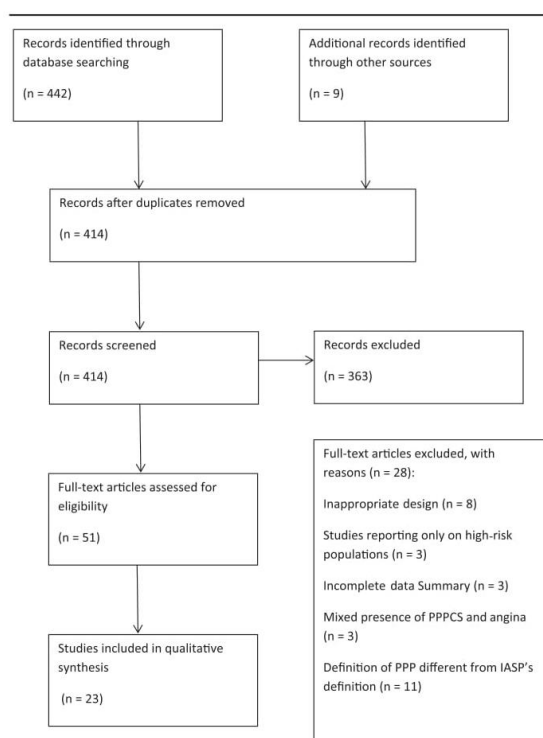 Records identified through
database searching
(n = 442)
Additional records identified
through other sources
(n = 9)
Records after duplicates removed
(n = 414)
Records screened
(n = 414)
Records excluded
(n = 363)
Full-text articles assessed for
eligibility
(n = 51)
Full-text articles excluded, with
reasons (n = 28):
Inappropriate design (n = 8)
Studies reporting only on high-risk
populations (n = 3)
Incomplete data Summary (n = 3)
Mixed presence of PPPCS and angina
(n = 3)
Definition of PPP different from IASP's
definition (n = 11)
Studies included in qualitative
synthesis
(n = 23)